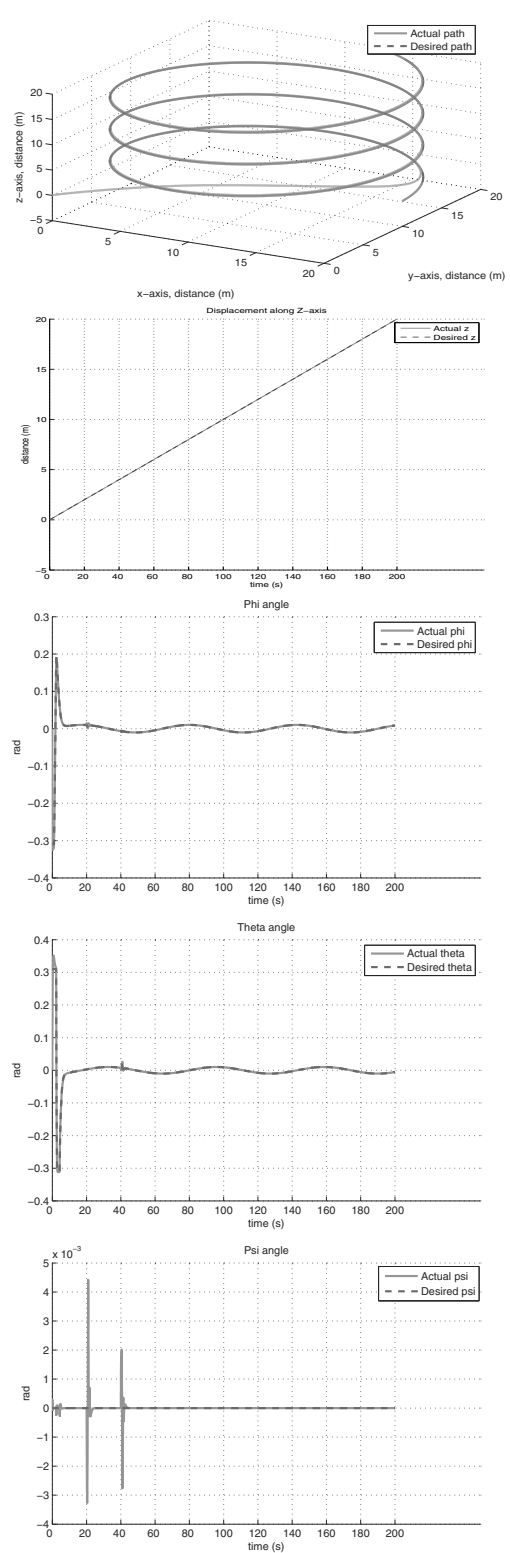 Actual path
Desired path
20
15
10
5
0
−5
z−axis, distance (m)
0
5
10
15
20
x−axis, distance (m)
0
5
10
15
20
y−axis, distance (m)
Displacement along Z−axis
Actual z
Desired z
20
15
10
5
0
−5
distance (m)
0 20 40 60 80 100 120 140 160 180 200
time (s)
Phi angle
Actual phi
Desired phi
0.3
0.2
0.1
0
−0.1
−0.2
−0.3
−0.4
rad
0 20 40 60 80 100 120 140 160 180 200
time (s)
Theta angle
Actual theta
Desired theta
0.4
0.3
0.2
0.1
0
−0.1
−0.2
−0.3
−0.4
rad
0 20 40 60 80 100 120 140 160 180 200
time (s)
Psi angle
x 10⁻³
Actual psi
Desired psi
5
4
3
2
1
0
−1
−2
−3
−4
rad
0 20 40 60 80 100 120 140 160 180 200
time (s)